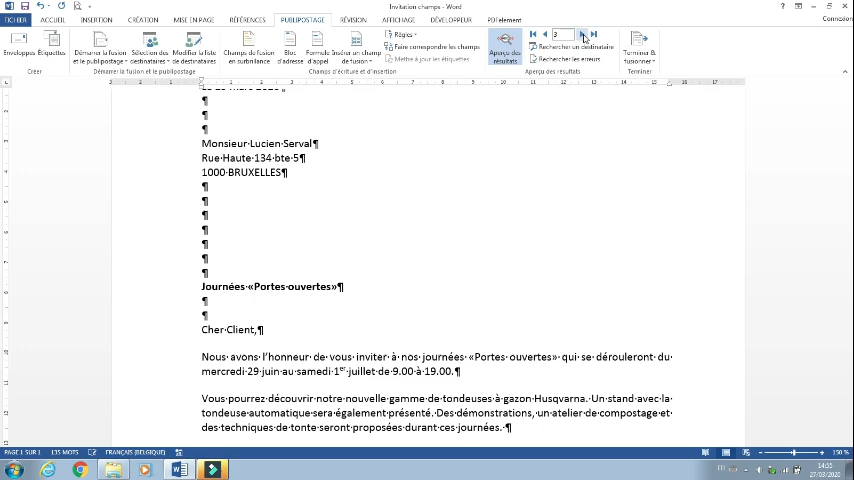 Invitation champs - Word
FICHIER ACCUEIL INSERTION CRÉATION MISE EN PAGE RÉFÉRENCES PUBLIPOSTAGE RÉVISION AFFICHAGE DÉVELOPPEUR PDFelement Connexion
Enveloppes Étiquettes
Créer
Démarrer la fusion et le publipostage
Sélection des destinataires
Modifier la liste de destinataires
Démarrer la fusion et le publipostage
Champs de fusion en surbrillance
Bloc d'adresse
Formule d'appel
Insérer un champ de fusion
Règles
Faire correspondre les champs
Mettre à jour les étiquettes
Champs d'écriture et d'insertion
Aperçu des résultats
3
Rechercher un destinataire
Rechercher les erreurs
Aperçu des résultats
Terminer & fusionner
Terminer
Monsieur·Lucien·Serval¶
Rue·Haute·134·bte·5¶
1000·BRUXELLES¶
¶
¶
¶
¶
¶
¶
¶
Journées·«Portes·ouvertes»¶
¶
¶
Cher·Client,¶
Nous· avons· l'honneur· de· vous· inviter· à· nos· journées· «Portes· ouvertes»· qui· se· dérouleront· du·
mercredi·29·juin·au·samedi·1er·juillet·de·9.00·à·19.00.¶
Vous·pourrez·découvrir·notre·nouvelle·gamme·de·tondeuses·à·gazon·Husqvarna.·Un·stand·avec·la·
tondeuse·automatique·sera·également·présenté.·Des·démonstrations,·un·atelier·de·compostage·et·
des·techniques·de·tonte·seront·proposées·durant·ces·journées.·¶
PAGE 1 SUR 1 135 MOTS FRANÇAIS (BELGIQUE) 150 %
FR 14:55
27/03/2020